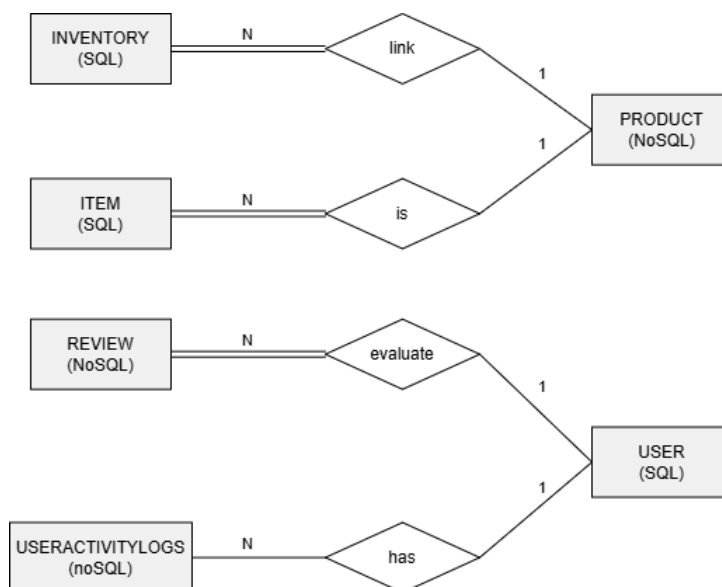 INVENTORY
(SQL)
N
link
1
PRODUCT
(NoSQL)
1
ITEM
(SQL)
N
is
REVIEW
(NoSQL)
N
evaluate
1
USER
(SQL)
1
USERACTIVITYLOGS
(noSQL)
N
has